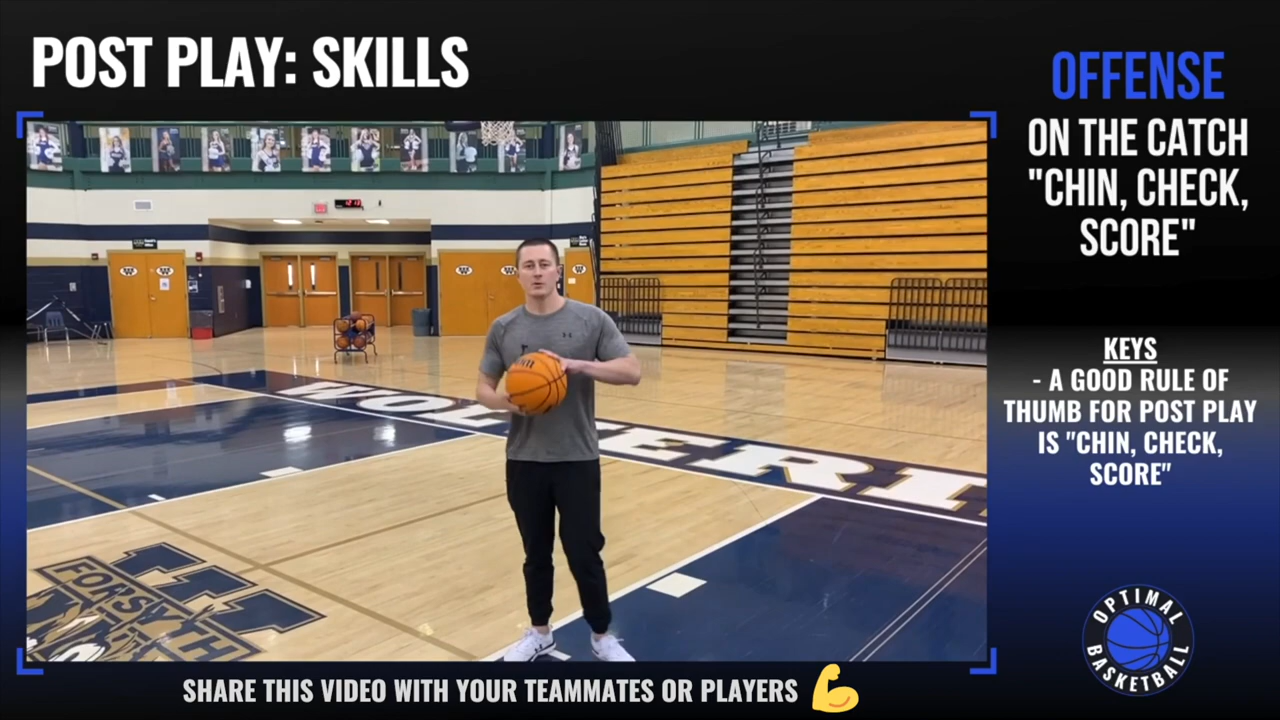 POST PLAY: SKILLS
OFFENSE
ON THE CATCH
"CHIN, CHECK,
SCORE"
KEYS
- A GOOD RULE OF
THUMB FOR POST PLAY
IS "CHIN, CHECK,
SCORE"
FORSYTH
OPTIMAL
BASKETBALL
SHARE THIS VIDEO WITH YOUR TEAMMATES OR PLAYERS